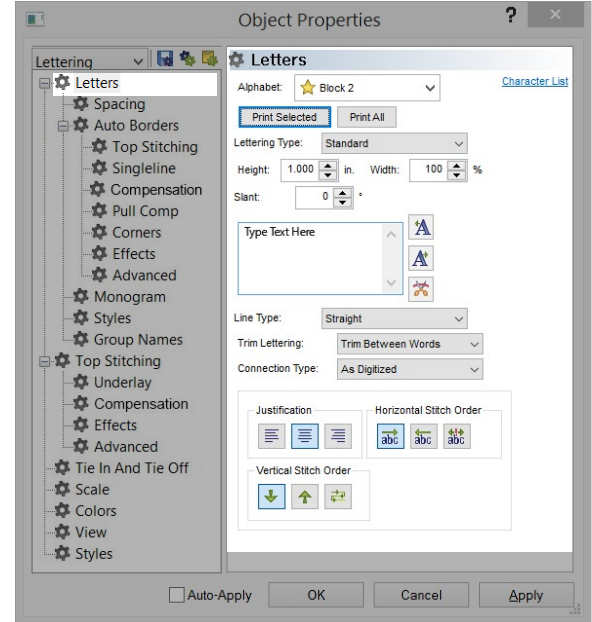 Object Properties
?
Lettering
Letters
Spacing
Auto Borders
Top Stitching
Singleline
Compensation
Pull Comp
Corners
Effects
Advanced
Monogram
Styles
Group Names
Top Stitching
Underlay
Compensation
Effects
Advanced
Tie In And Tie Off
Scale
Colors
View
Styles
Letters
Alphabet: Block 2 Character List
Print Selected Print All
Lettering Type: Standard
Height: 1.000 in. Width: 100 %
Slant: 0 °
Type Text Here
A
A
Line Type: Straight
Trim Lettering: Trim Between Words
Connection Type: As Digitized
Justification Horizontal Stitch Order
abc abc abc
Vertical Stitch Order
Auto-Apply OK Cancel Apply